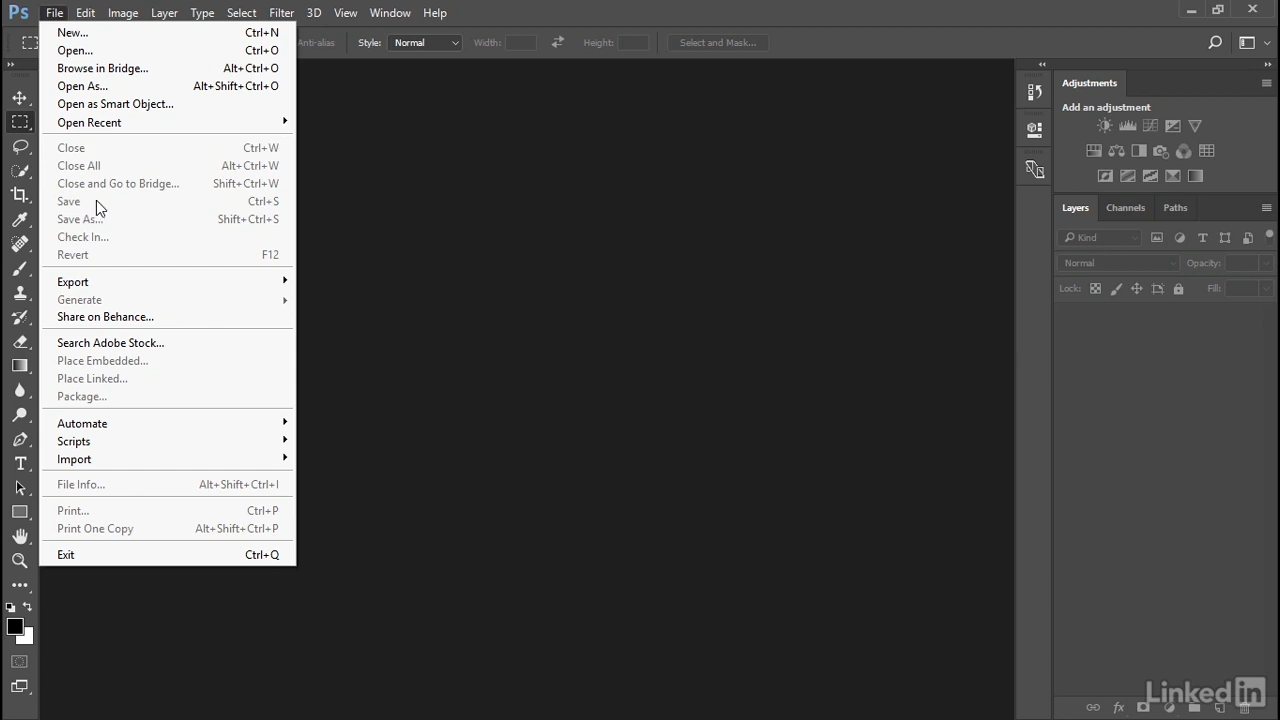 Ps File Edit Image Layer Type Select Filter 3D View Window Help
Anti-alias Style: Normal Width: Height: Select and Mask...
New... Ctrl+N
Open... Ctrl+O
Browse in Bridge... Alt+Ctrl+O
Open As... Alt+Shift+Ctrl+O
Open as Smart Object...
Open Recent
Close Ctrl+W
Close All Alt+Ctrl+W
Close and Go to Bridge... Shift+Ctrl+W
Save Ctrl+S
Save As... Shift+Ctrl+S
Check In...
Revert F12
Export
Generate
Share on Behance...
Search Adobe Stock...
Place Embedded...
Place Linked...
Package...
Automate
Scripts
Import
File Info... Alt+Shift+Ctrl+I
Print... Ctrl+P
Print One Copy Alt+Shift+Ctrl+P
Exit Ctrl+Q
Adjustments
Add an adjustment
Layers Channels Paths
Kind
Normal Opacity:
Lock: Fill:
fx
LinkedIn